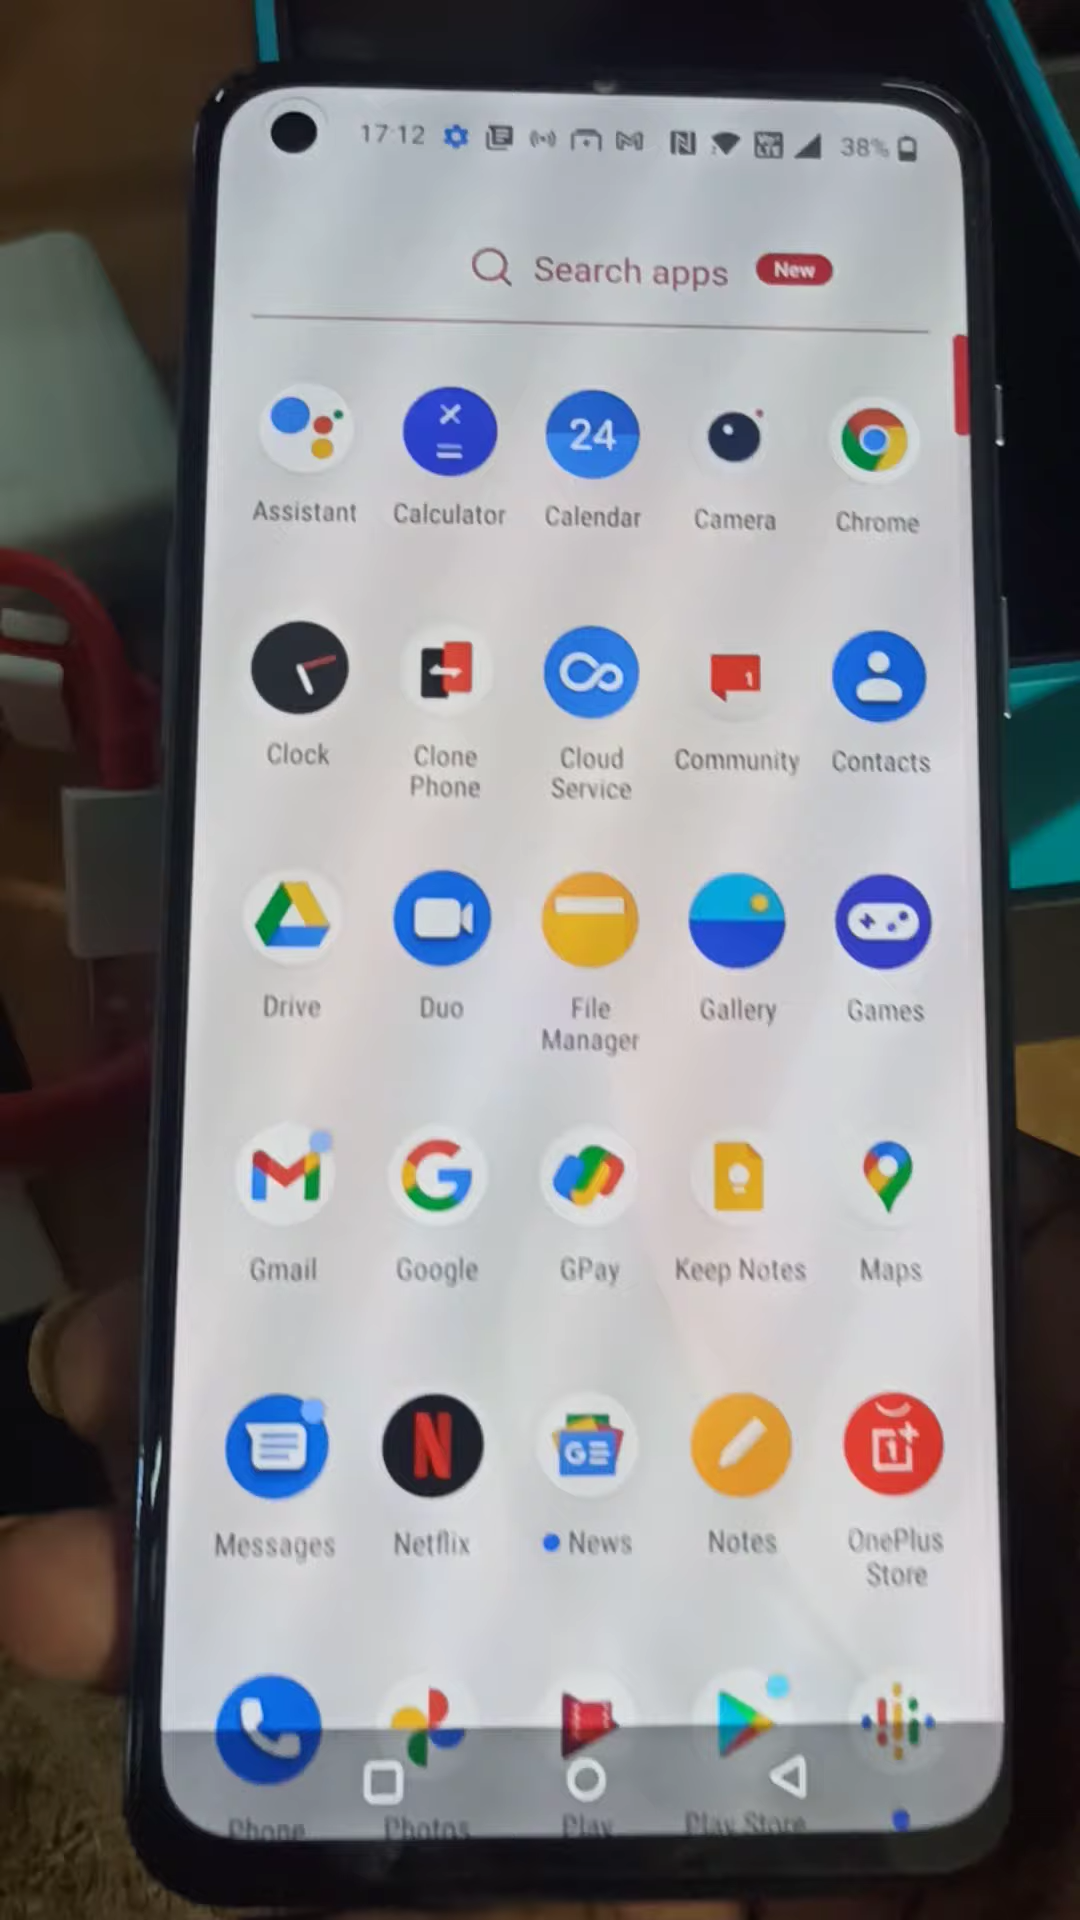 17:12 38%
Search apps New
24
Assistant Calculator Calendar Camera Chrome
Clock Clone Phone Cloud Service Community Contacts
Drive Duo File Manager Gallery Games
Gmail Google GPay Keep Notes Maps
Messages Netflix News Notes OnePlus Store
Phone Photos Play Play Store